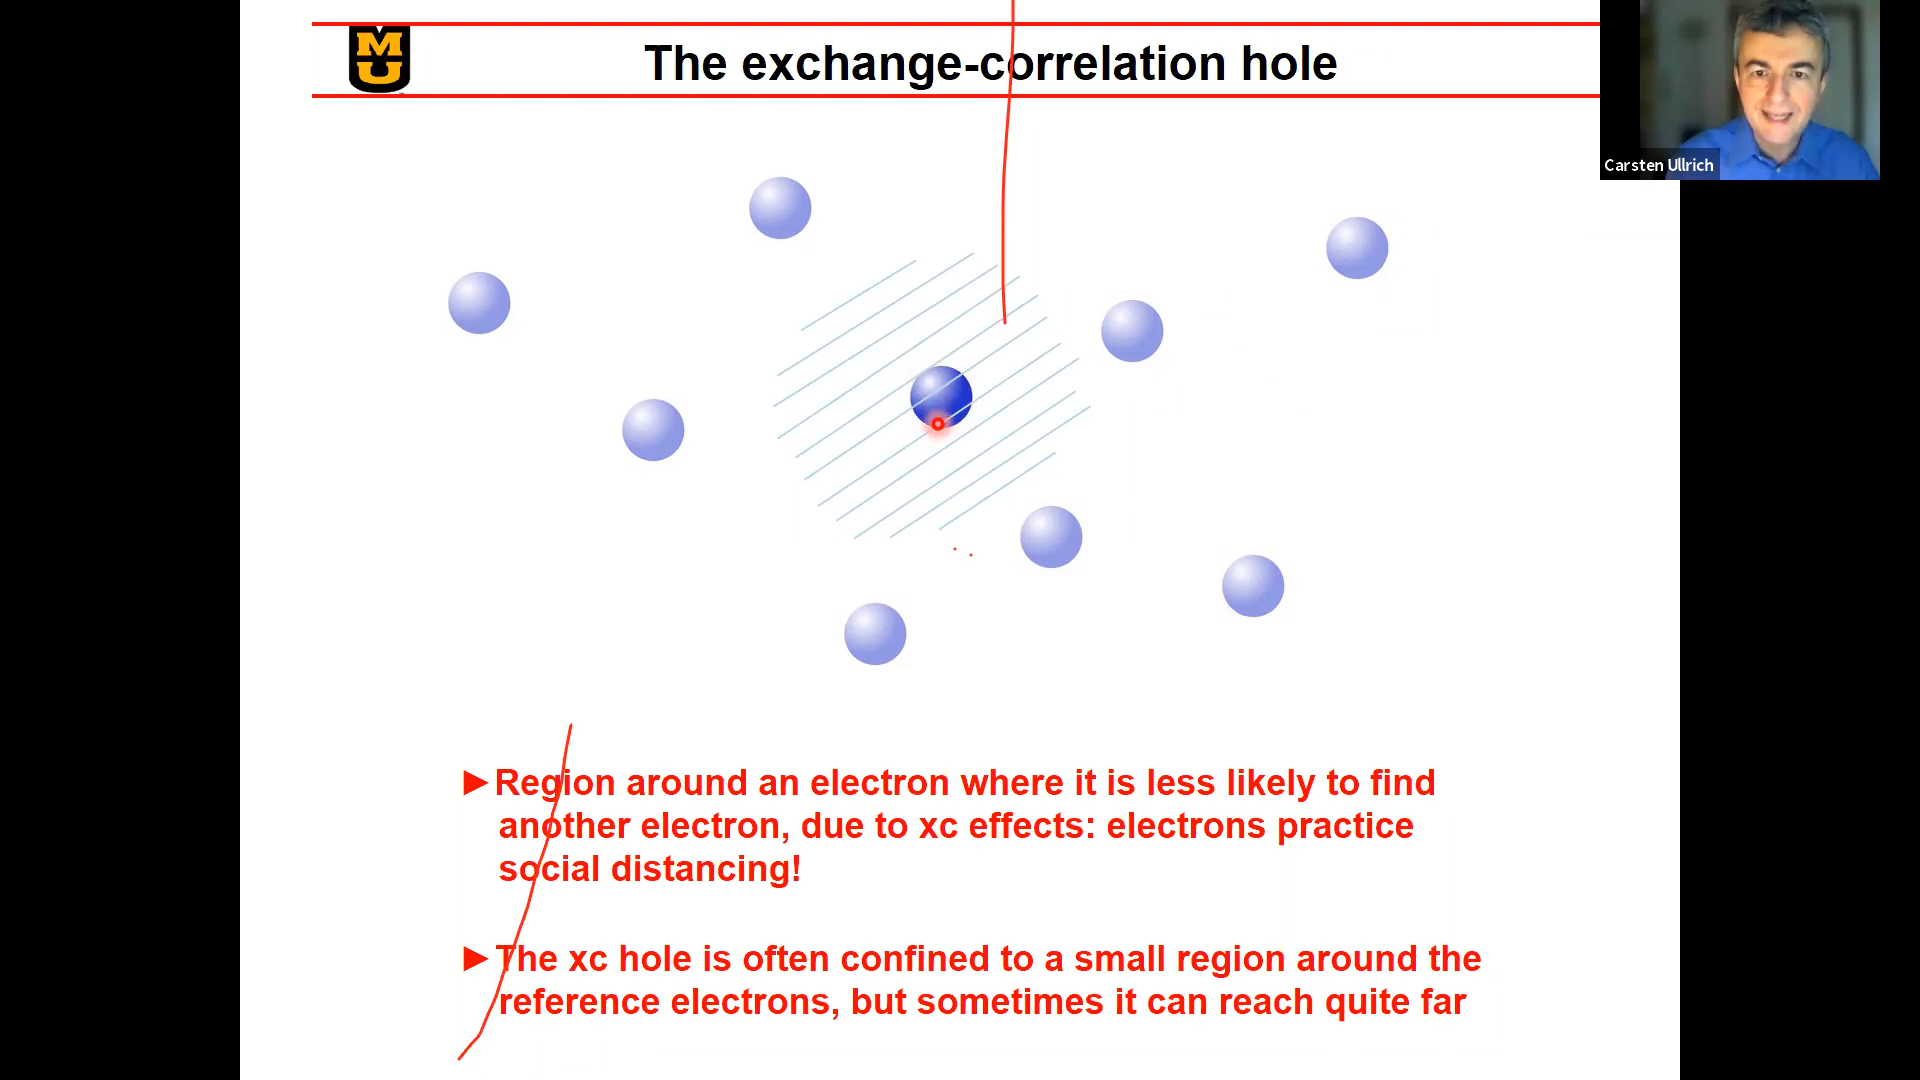 MU
The exchange-correlation hole
Carsten Ullrich
►Region around an electron where it is less likely to find
another electron, due to xc effects: electrons practice
social distancing!
►The xc hole is often confined to a small region around the
reference electrons, but sometimes it can reach quite far